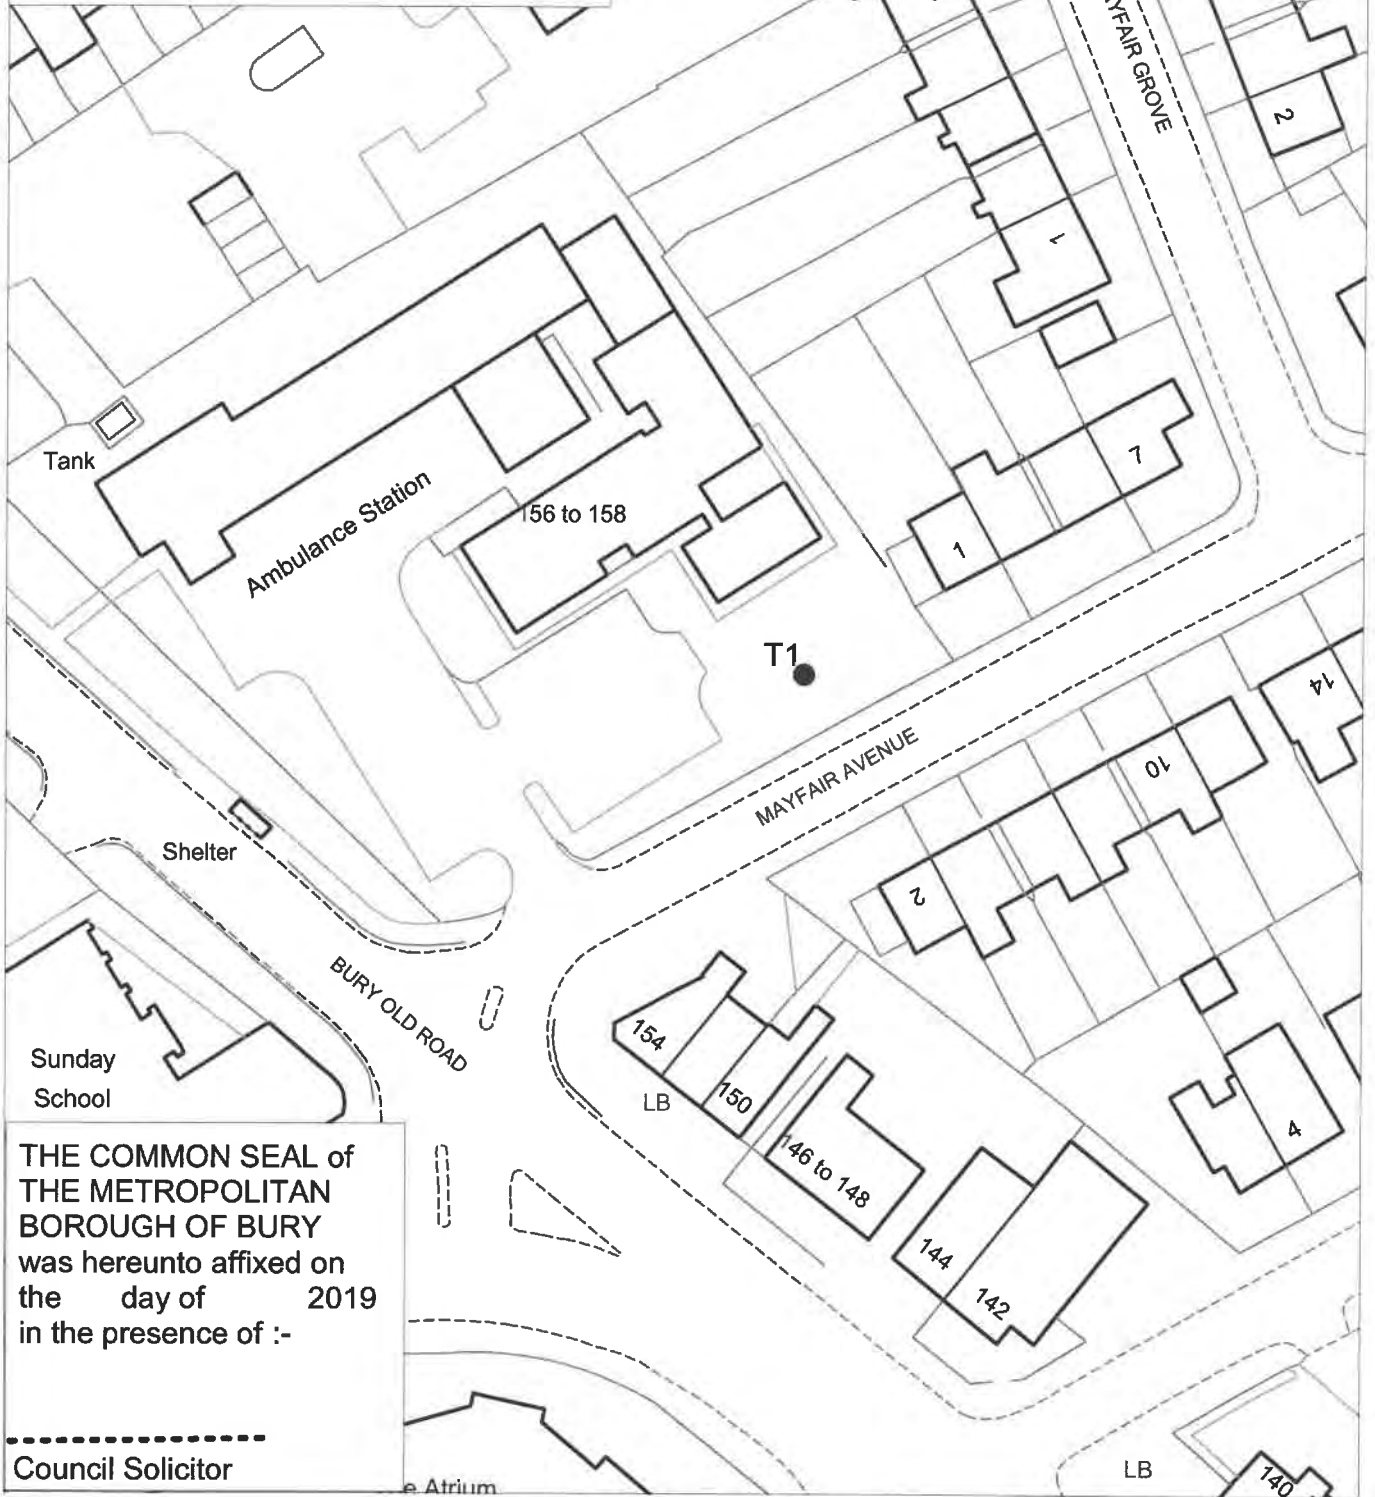 MAYFAIR GROVE
2
1
Tank
Ambulance Station
156 to 158
7
1
T1
14
MAYFAIR AVENUE
10
2
Shelter
BURY OLD ROAD
154
150
LB
146 to 148
144
142
4
Sunday
School
THE COMMON SEAL of
THE METROPOLITAN
BOROUGH OF BURY
was hereunto affixed on
the day of 2019
in the presence of :-
Council Solicitor
Atrium
LB
140